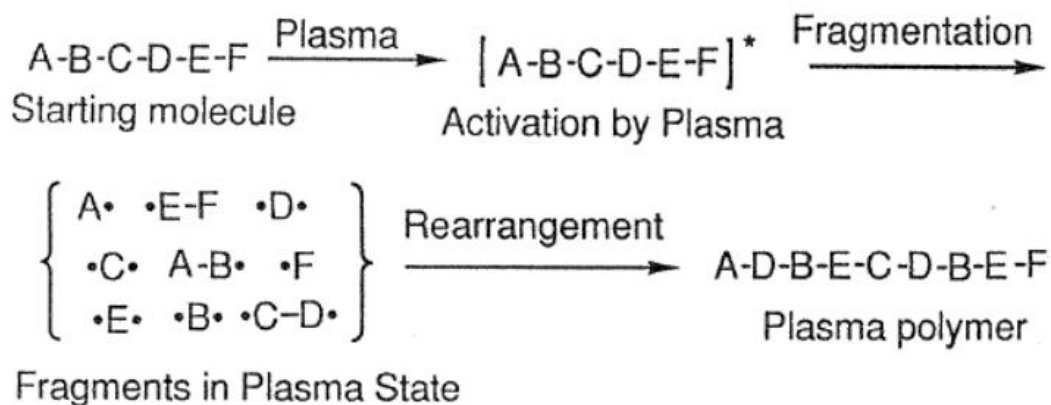 A-B-C-D-E-F Plasma [A-B-C-D-E-F]* Fragmentation
Starting molecule Activation by Plasma
A• •E-F •D• Rearrangement
•C• A-B• •F A-D-B-E-C-D-B-E-F
•E• •B• •C-D• Plasma polymer
Fragments in Plasma State